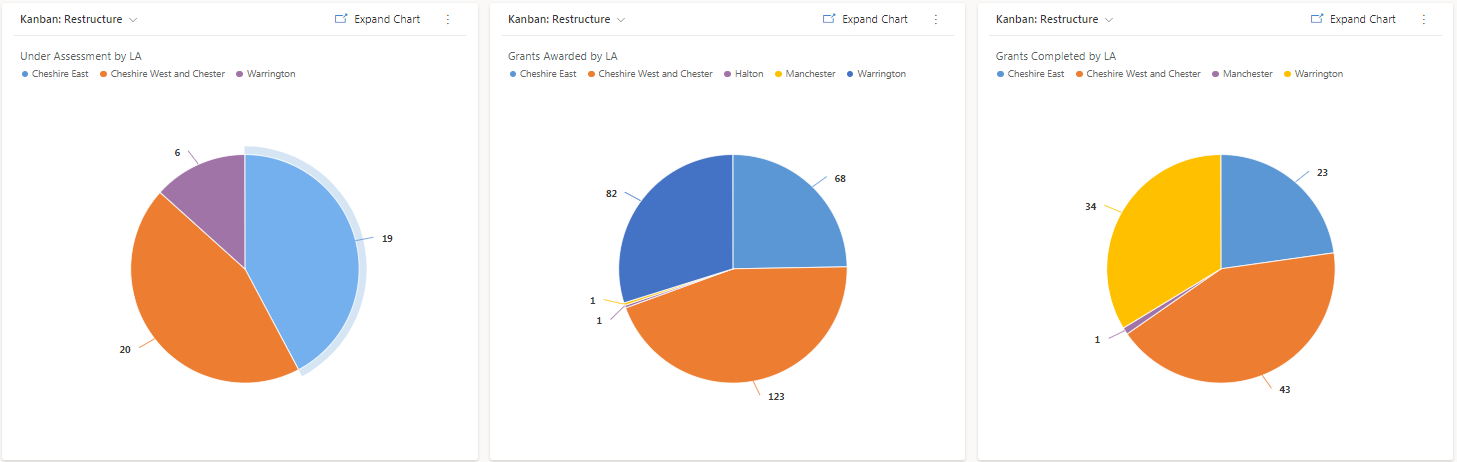 Kanban: Restructure
Expand Chart
Under Assessment by LA
Cheshire East Cheshire West and Chester Warrington
6
19
20
Kanban: Restructure
Expand Chart
Grants Awarded by LA
Cheshire East Cheshire West and Chester Halton Manchester Warrington
68
82
1
1
123
Kanban: Restructure
Expand Chart
Grants Completed by LA
Cheshire East Cheshire West and Chester Manchester Warrington
23
34
1
43